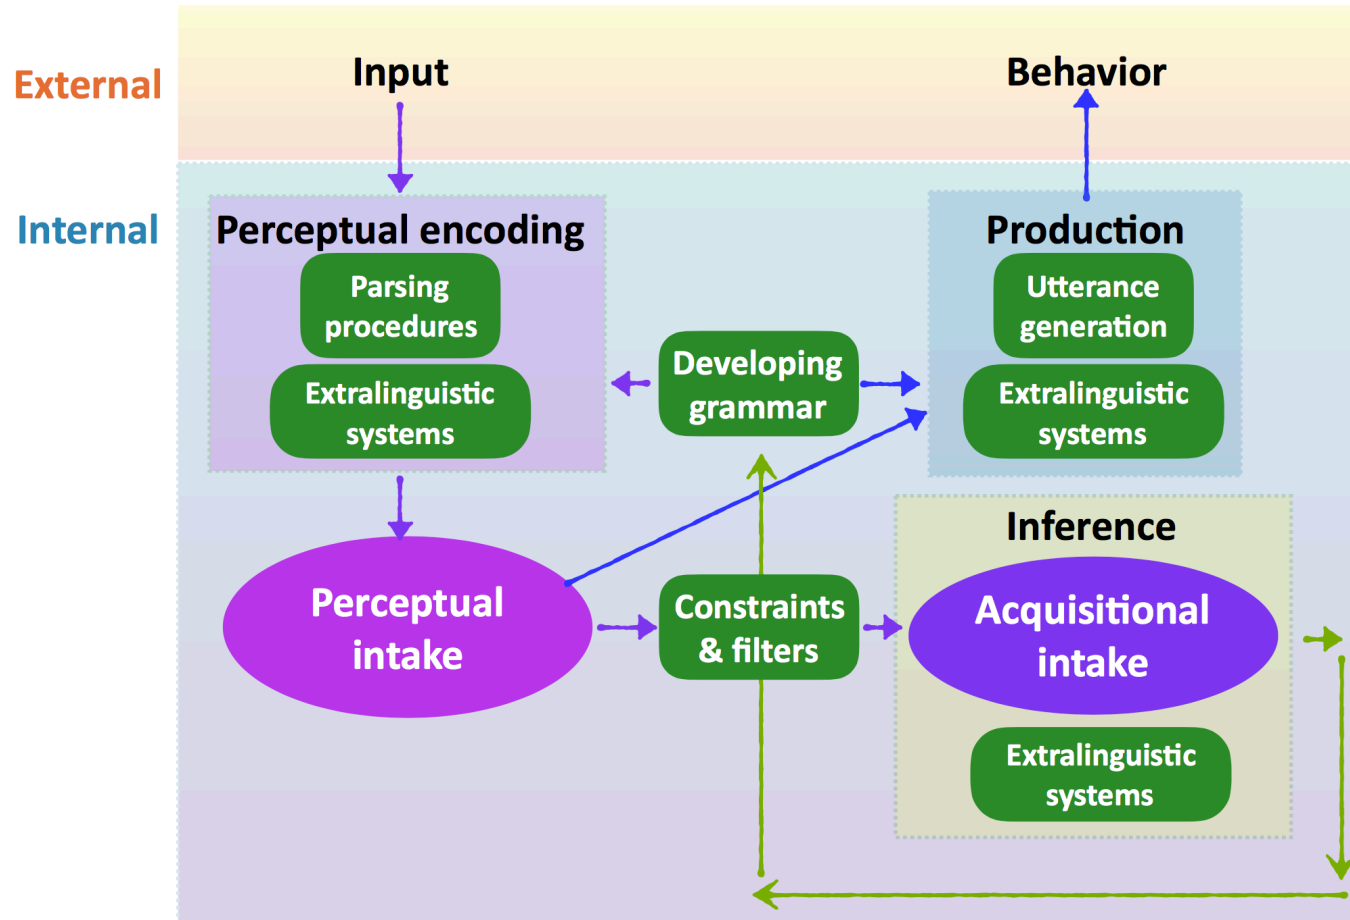 External
Input
Behavior
Internal
Perceptual encoding
Parsing
procedures
Extralinguistic
systems
Developing
grammar
Production
Utterance
generation
Extralinguistic
systems
Perceptual
intake
Constraints
& filters
Inference
Acquisitional
intake
Extralinguistic
systems